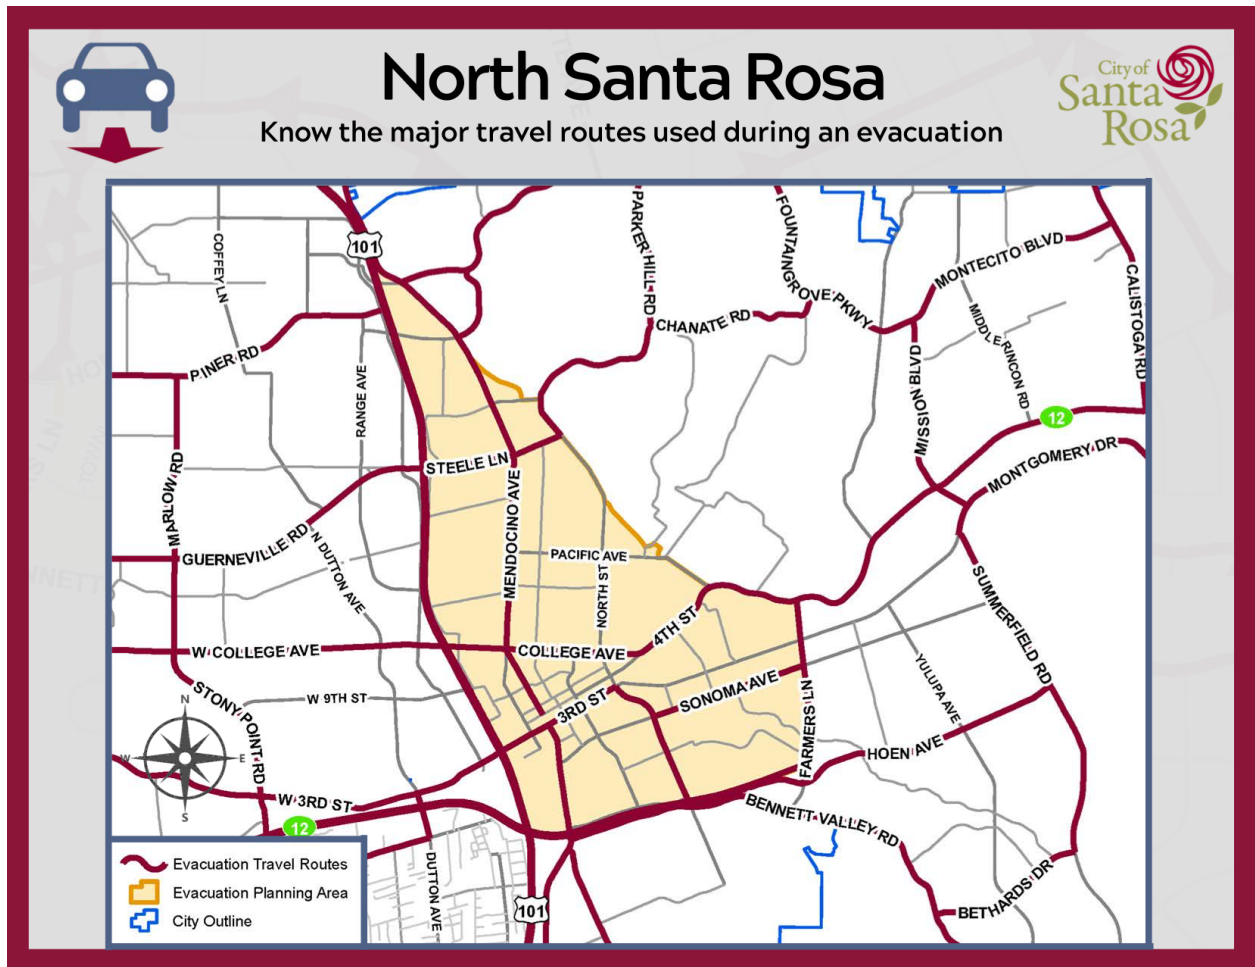 North Santa Rosa
Know the major travel routes used during an evacuation
City of
Santa
Rosa
101
COFFEY LN
PARKER HILL RD
FOUNTAINGROVE PKWY
MONTECITO BLVD
CALISTOGA RD
CHANATE RD
MIDDLE RINCON RD
PINER RD
RANGE AVE
MISSION BLVD
12
MONTGOMERY DR
STEELE LN
MARLOW RD
GUERNEVILLE RD
N DUTTON AVE
MENDOCINO AVE
PACIFIC AVE
NORTH ST
4TH ST
SUMMERFIELD RD
W COLLEGE AVE
COLLEGE AVE
YULUPA AVE
SONOMA AVE
W 9TH ST
3RD ST
STONY POINT RD
FARMERS LN
HOEN AVE
N
W
E
S
W 3RD ST
BENNETT VALLEY RD
12
DUTTON AVE
101
BETHARDS DR
Evacuation Travel Routes
Evacuation Planning Area
City Outline